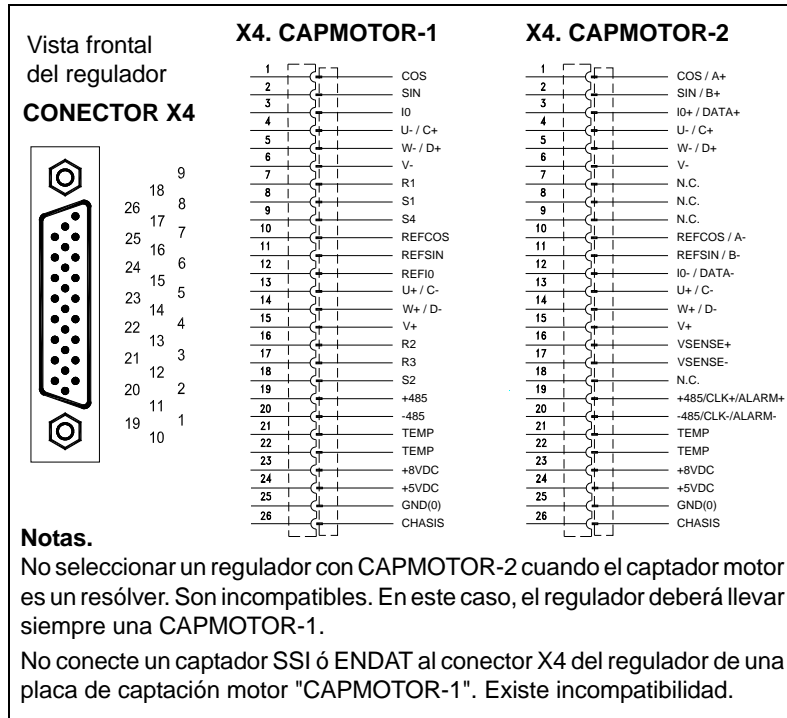 Vista frontal
del regulador
CONECTOR X4
9
18
26 8
17
25 7
16
24 6
15
23 5
14
22 4
13
21 3
12
20 2
11
19 1
10
X4. CAPMOTOR-1
1 COS
2 SIN
3 I0
4 U- / C+
5 W- / D+
6 V-
7 R1
8 S1
9 S4
10 REFCOS
11 REFSIN
12 REFI0
13 U+ / C-
14 W+ / D-
15 V+
16 R2
17 R3
18 S2
19 +485
20 -485
21 TEMP
22 TEMP
23 +8VDC
24 +5VDC
25 GND(0)
26 CHASIS
X4. CAPMOTOR-2
1 COS / A+
2 SIN / B+
3 I0+ / DATA+
4 U- / C+
5 W- / D+
6 V-
7 N.C.
8 N.C.
9 N.C.
10 REFCOS / A-
11 REFSIN / B-
12 I0- / DATA-
13 U+ / C-
14 W+ / D-
15 V+
16 VSENSE+
17 VSENSE-
18 N.C.
19 +485/CLK+/ALARM+
20 -485/CLK-/ALARM-
21 TEMP
22 TEMP
23 +8VDC
24 +5VDC
25 GND(0)
26 CHASIS
Notas.
No seleccionar un regulador con CAPMOTOR-2 cuando el captador motor
es un resólver. Son incompatibles. En este caso, el regulador deberá llevar
siempre una CAPMOTOR-1.
No conecte un captador SSI ó ENDAT al conector X4 del regulador de una
placa de captación motor "CAPMOTOR-1". Existe incompatibilidad.